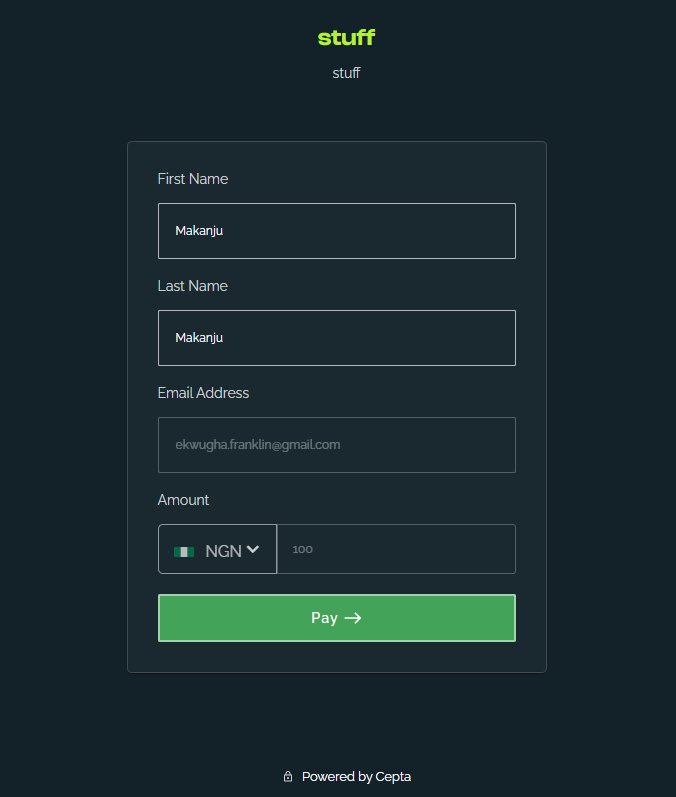 stuff
stuff
First Name
Makanju
Last Name
Makanju
Email Address
ekwugha.franklin@gmail.com
Amount
NGN 100
Pay →
Powered by Cepta